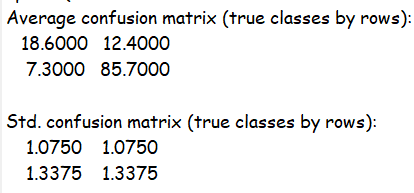 Average confusion matrix (true classes by rows):
18.6000 12.4000
7.3000 85.7000
Std. confusion matrix (true classes by rows):
1.0750 1.0750
1.3375 1.3375